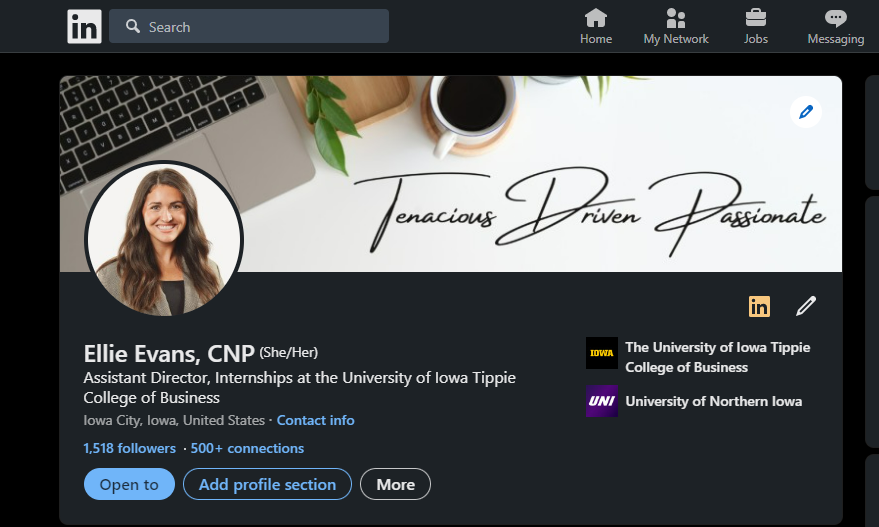 in
Search
Home
My Network
Jobs
Messaging
Tenacious Driven Passionate
in
Ellie Evans, CNP (She/Her)
Assistant Director, Internships at the University of Iowa Tippie
College of Business
Iowa City, Iowa, United States · Contact info
1,518 followers · 500+ connections
Open to
Add profile section
More
IOWA
The University of Iowa Tippie
College of Business
UNI
University of Northern Iowa